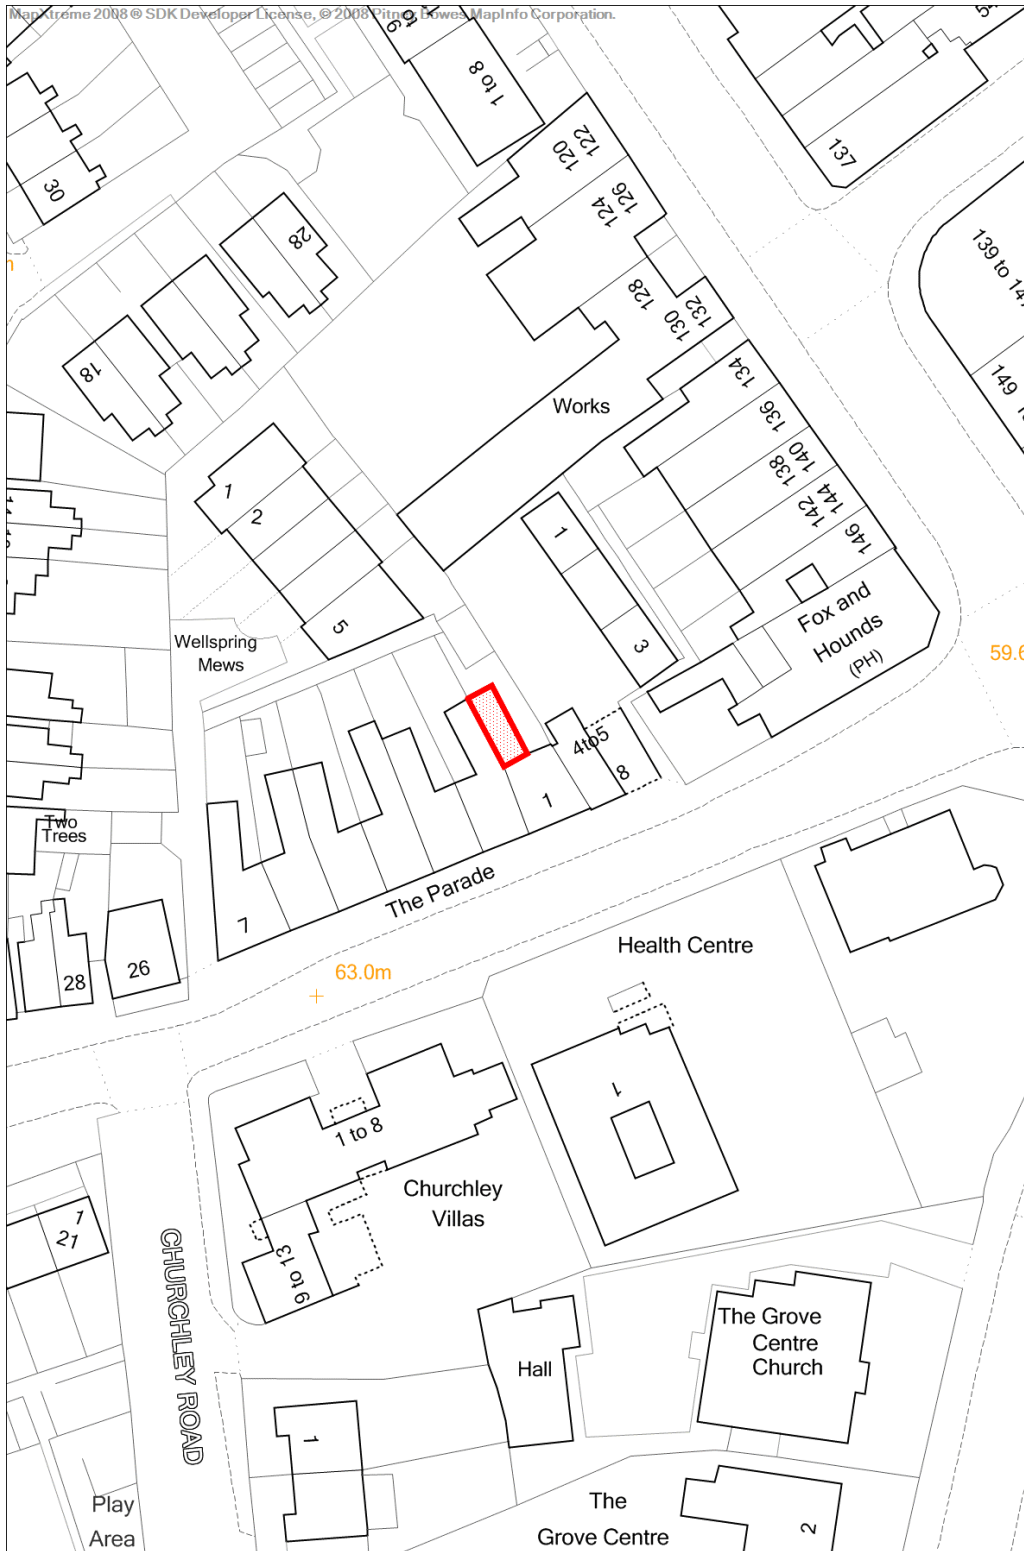 MapXtreme 2008 ® SDK Developer License, © 2008 Pitney Bowes MapInfo Corporation.
1 to 8
120
122
137
30
28
124
126
139 to
128
130
132
18
134
149
Works
136
1
2
138
140
142
144
1
146
5
3
Fox and
Hounds
(PH)
Wellspring
Mews
59.6
4to5
8
1
Two
Trees
The Parade
7
26
28
Health Centre
63.0m
1
1 to 8
Churchley
Villas
1
21
9 to 13
CHURCHLEY ROAD
The Grove
Centre
Church
Hall
1
Play
Area
The
Grove Centre
2